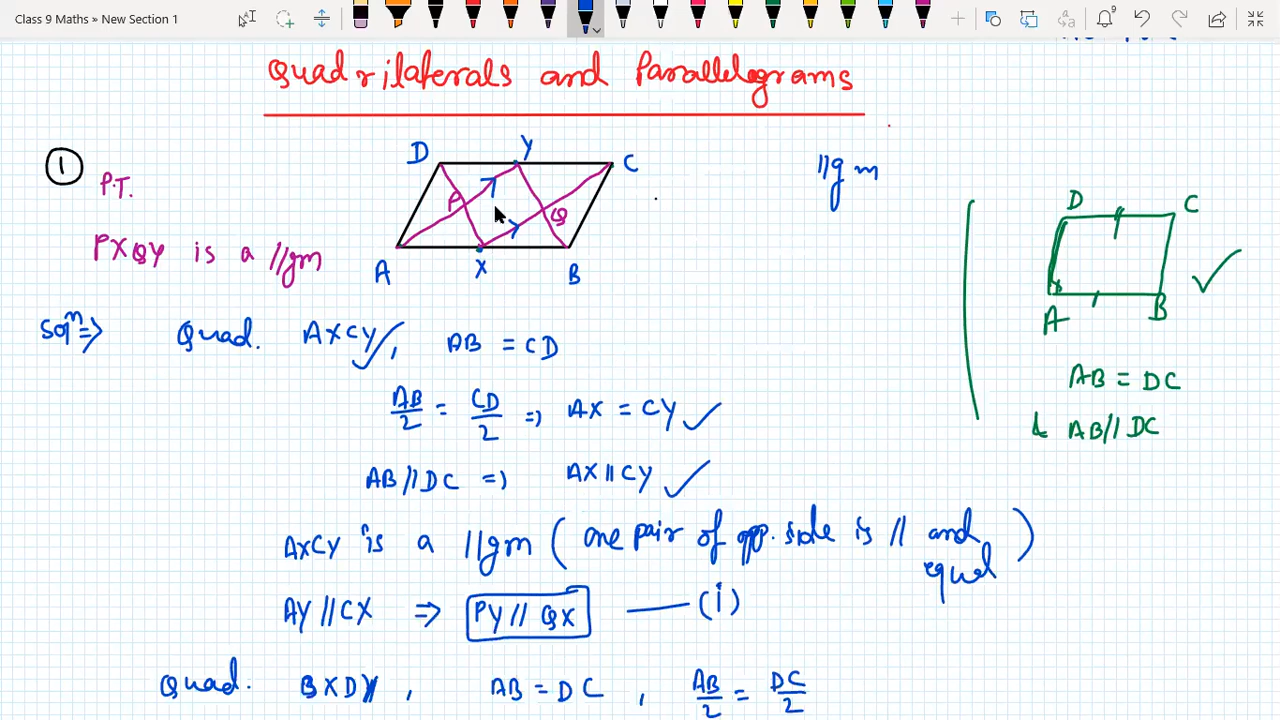 Class 9 Maths » New Section 1
Quadrilaterals and Parallelograms
①
P.T.
PXQY is a ||gm
D Y C
P Q
A X B
||gm
D C
A B
AB = DC
& AB || DC
Solⁿ ⇒ Quad. AXCY, AB = CD
AB/2 = CD/2 ⇒ AX = CY ✓
AB || DC ⇒ AX || CY ✓
AXCY is a ||gm (one pair of opp. side is || and equal)
AY || CX ⇒ PY || QX —— (i)
Quad. BXDY, AB = DC, AB/2 = DC/2